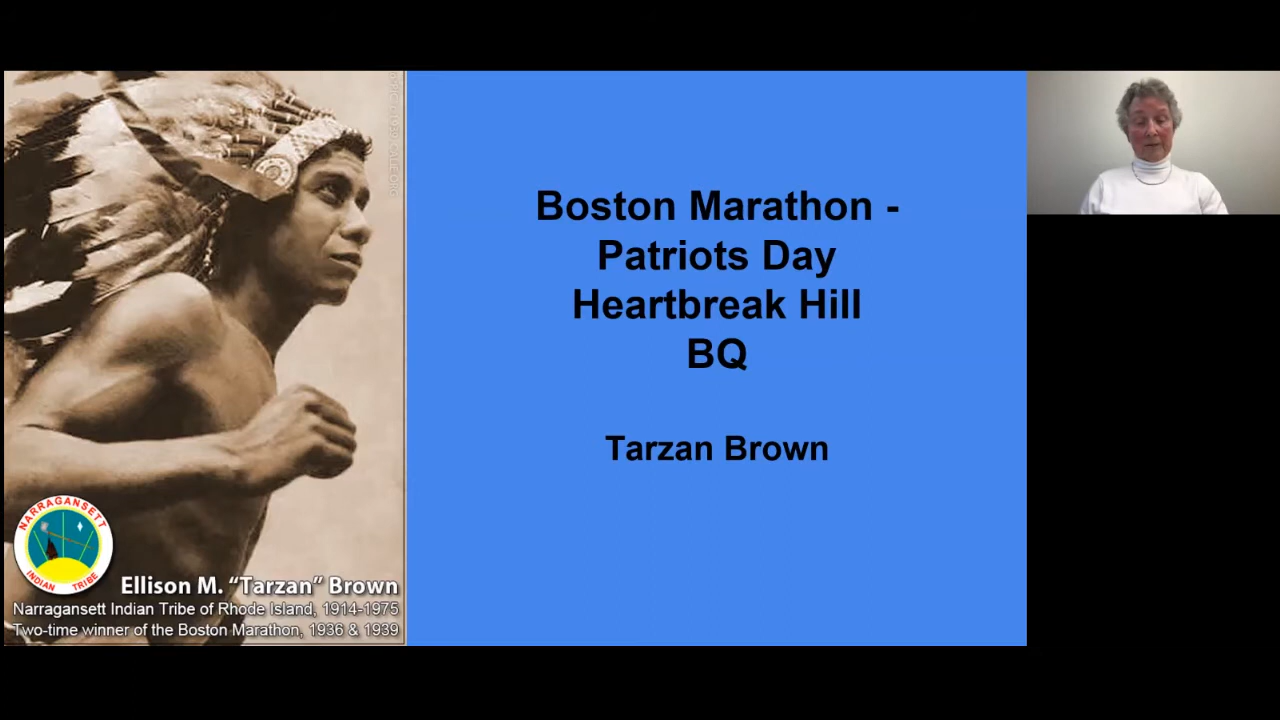 Boston Marathon -
Patriots Day
Heartbreak Hill
BQ
Tarzan Brown
NARRAGANSETT
INDIAN TRIBE
Ellison M. “Tarzan” Brown
Narragansett Indian Tribe of Rhode Island, 1914-1975
Two-time winner of the Boston Marathon, 1936 & 1939